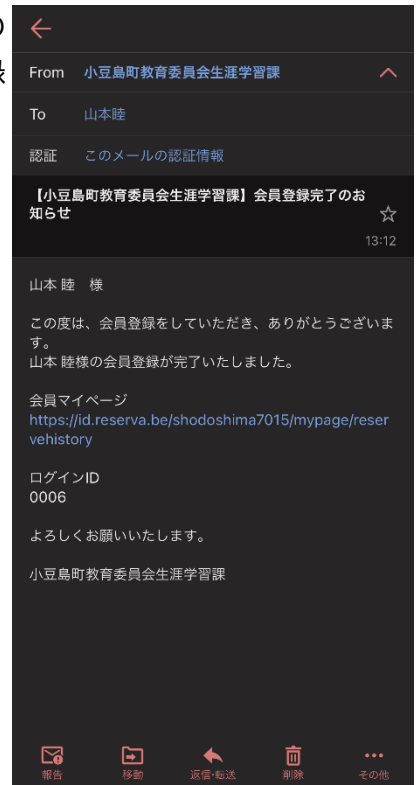 From 小豆島町教育委員会生涯学習課
To 山本睦
認証 このメールの認証情報
【小豆島町教育委員会生涯学習課】会員登録完了のお
知らせ
13:12
山本 睦　様
この度は、会員登録をしていただき、ありがとうございま
す。
山本 睦様の会員登録が完了いたしました。
会員マイページ
https://id.reserva.be/shodoshima7015/mypage/reser
vehistory
ログインID
0006
よろしくお願いいたします。
小豆島町教育委員会生涯学習課
報告 移動 返信・転送 削除 その他